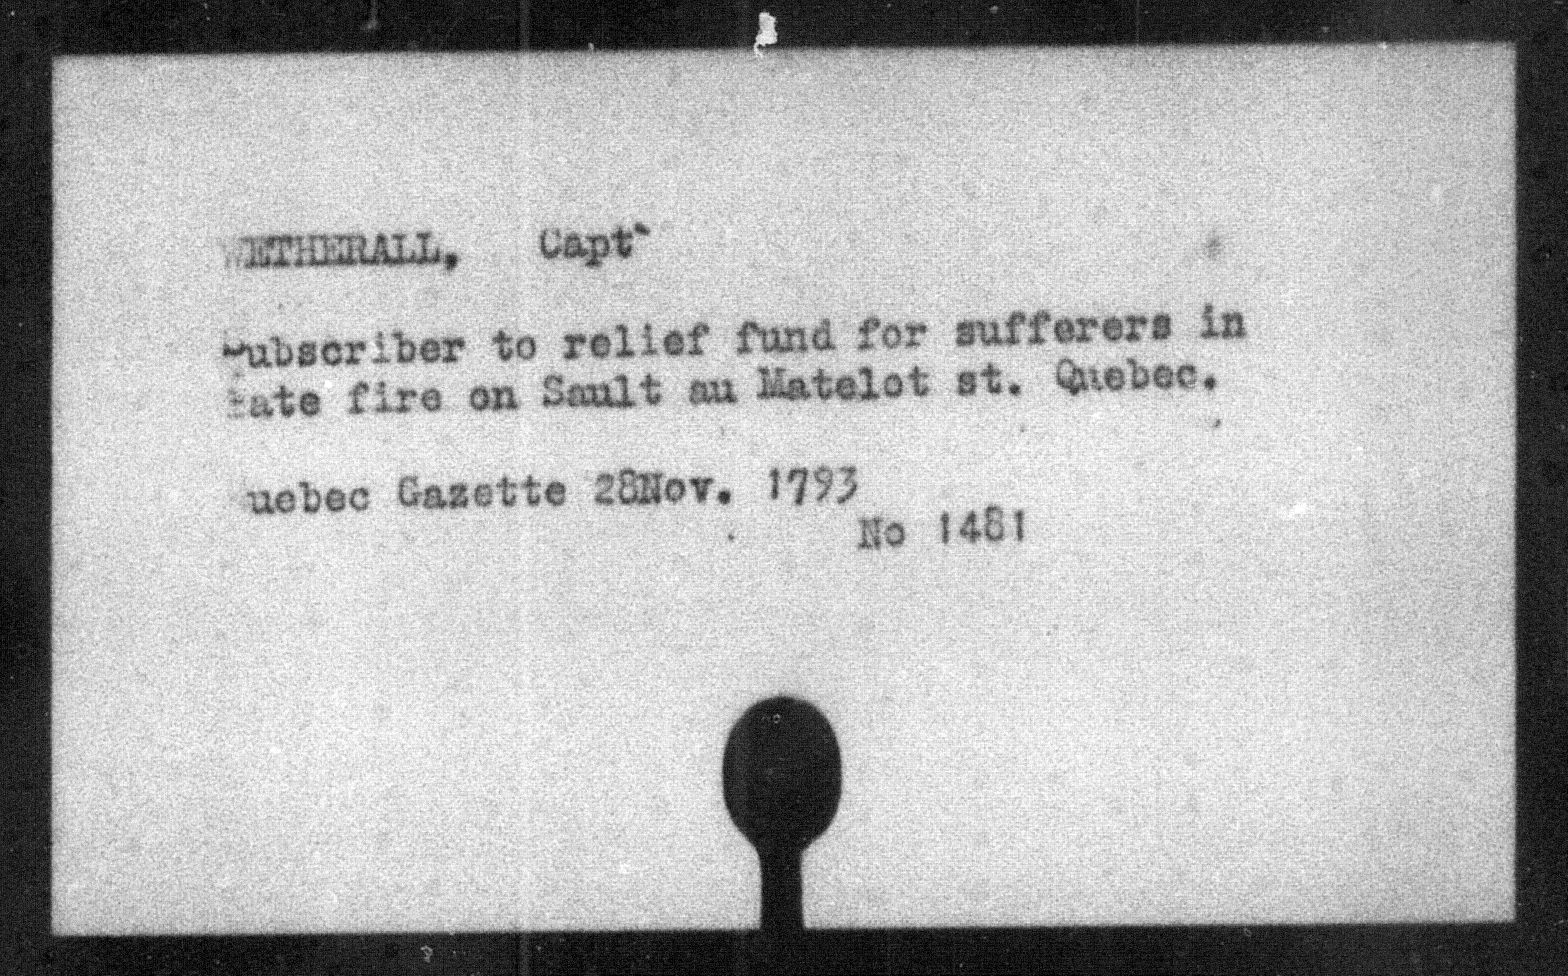 WETHERALL, Capt`
Subscriber to relief fund for sufferers in
late fire on Sault au Matelot st. Quebec.
Quebec Gazette 28Nov. 1793
No 1481